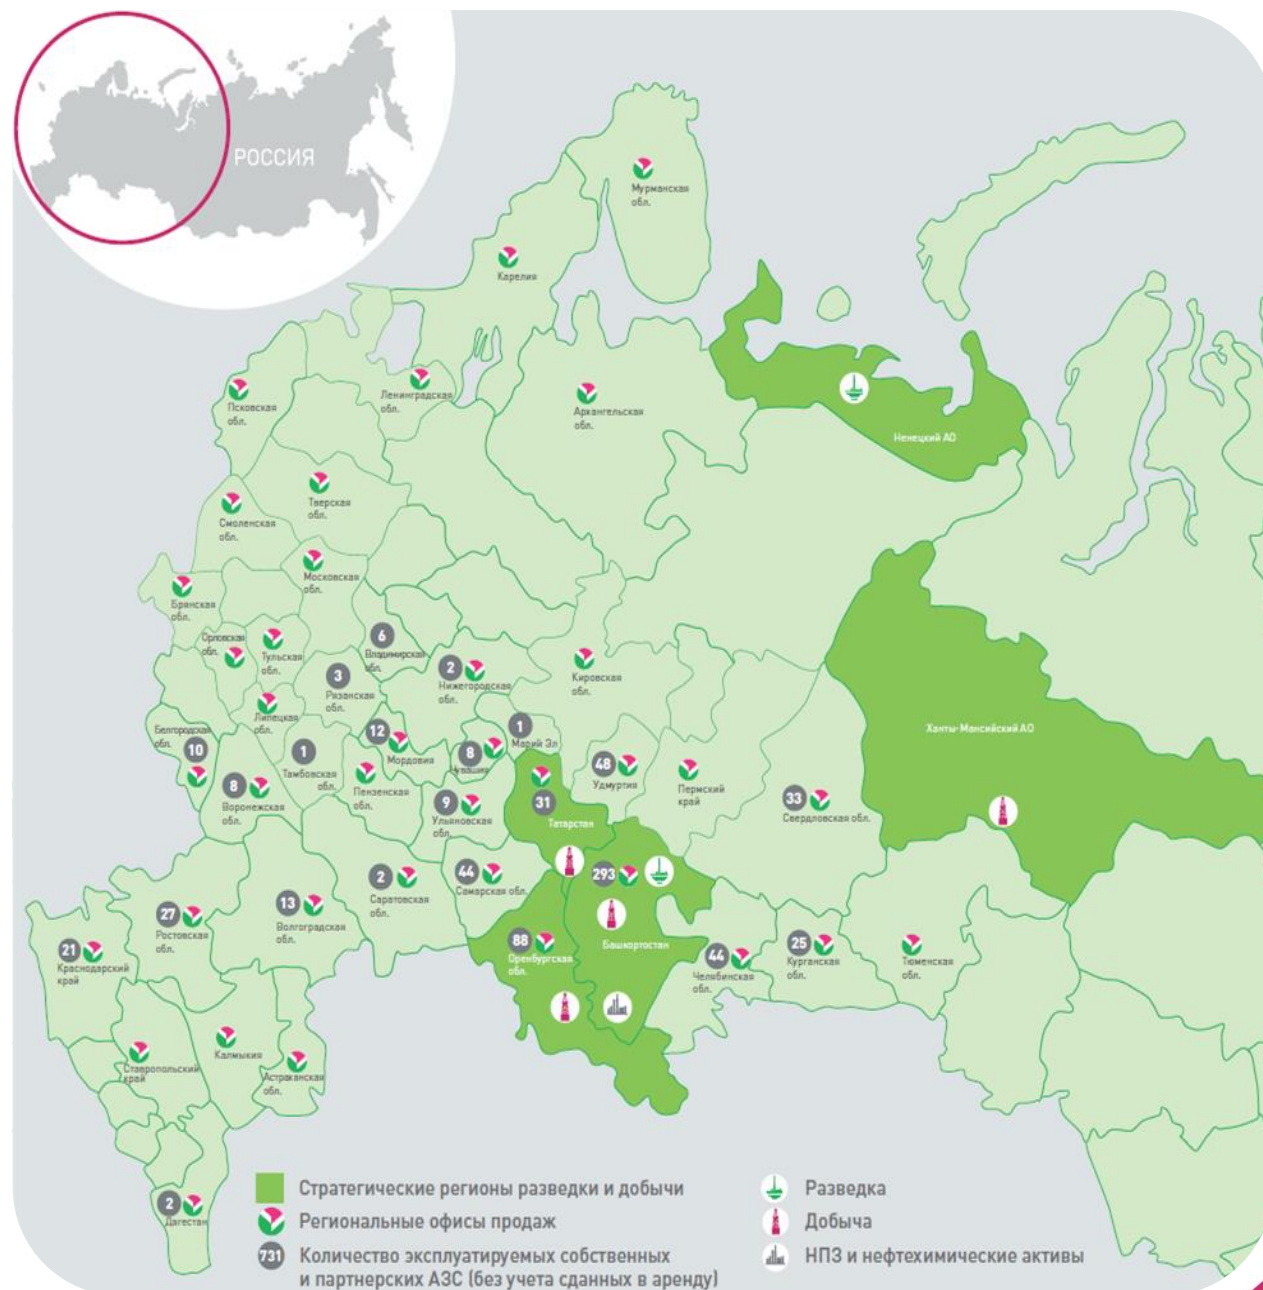 РОССИЯ
Мурманская
обл.
Карелия
Псковская
обл.
Ленинградская
обл.
Архангельская
обл.
Ненецкий АО
Тверская
обл.
Смоленская
обл.
Московская
обл.
Брянская
обл.
Орловская
обл.
Тульская
обл.
6
Владимирская
обл.
3
Рязанская
обл.
2
Нижегородская
обл.
Кировская
обл.
Липецкая
обл.
Белгородская
обл.
10
8
Воронежская
обл.
1
Тамбовская
обл.
12
Мордовия
Пензенская
обл.
8
Чувашия
1
Марий Эл
9
Ульяновская
обл.
31
Татарстан
48
Удмуртия
Пермский
край
33
Свердловская обл.
Ханты-Мансийский АО
27
Ростовская
обл.
13
Волгоградская
обл.
2
Саратовская
обл.
44
Самарская обл.
293
Башкортостан
88
Оренбургская
обл.
44
Челябинская
обл.
25
Курганская
обл.
Тюменская
обл.
21
Краснодарский
край
Ставропольский
край
Калмыкия
Астраханская
обл.
2
Дагестан
Стратегические регионы разведки и добычи
Региональные офисы продаж
731 Количество эксплуатируемых собственных
и партнерских АЗС (без учета сданных в аренду)
Разведка
Добыча
НПЗ и нефтехимические активы